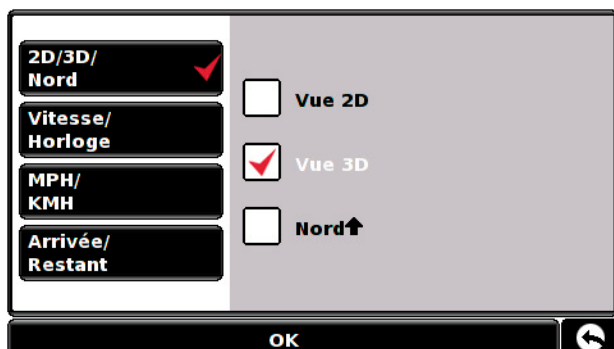 2D/3D/
Nord
Vitesse/
Horloge
MPH/
KMH
Arrivée/
Restant
Vue 2D
Vue 3D
Nord
OK